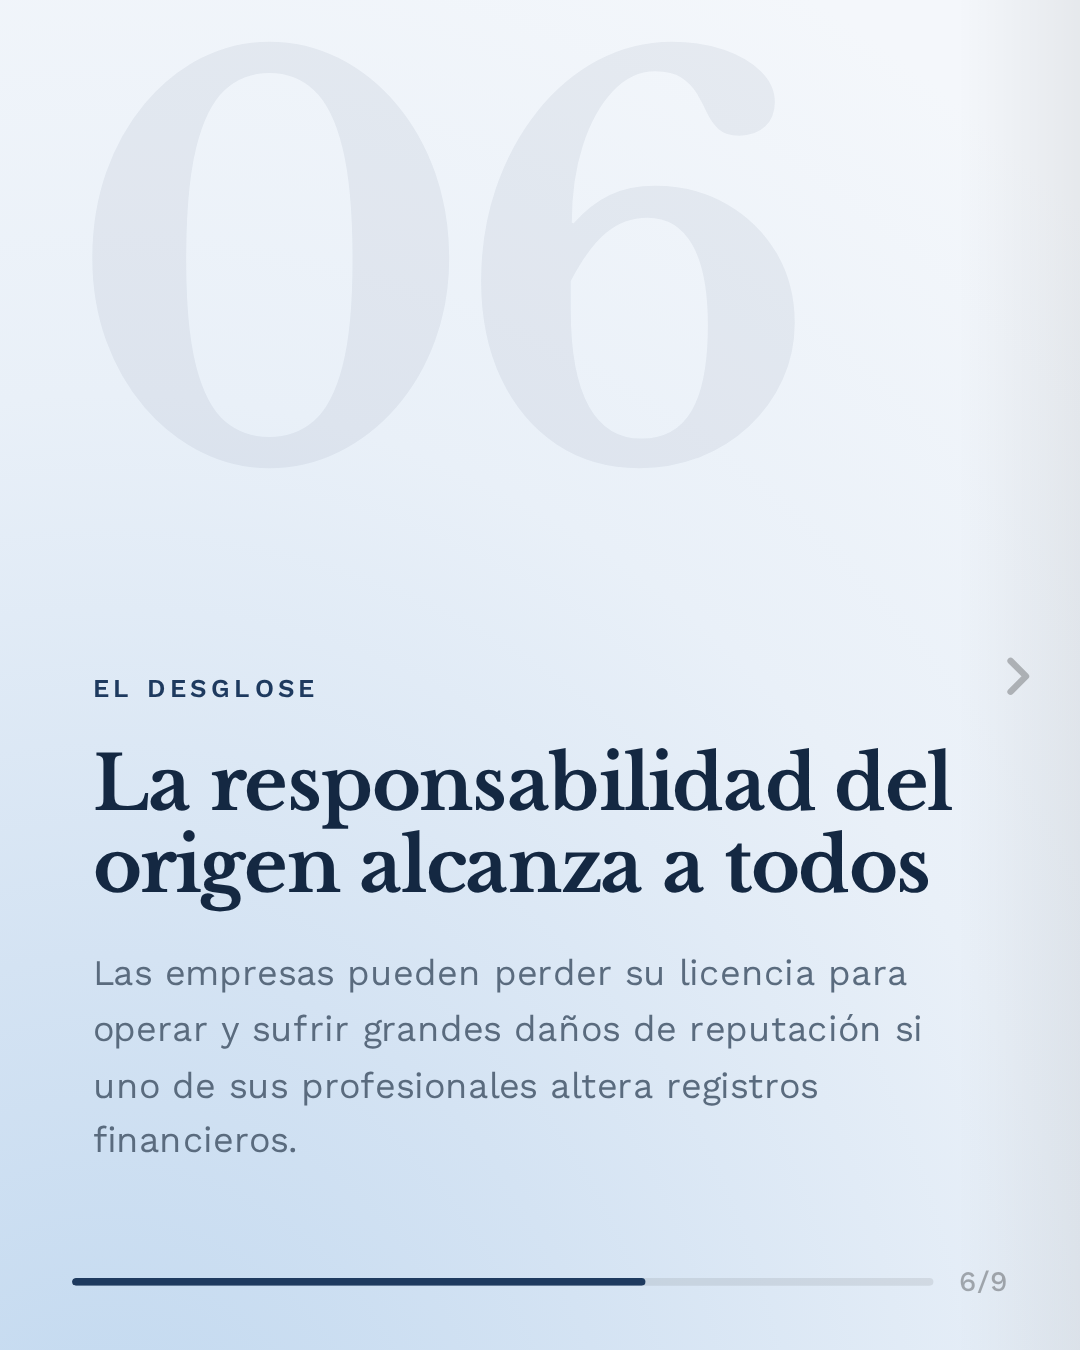 06
EL DESGLOSE
La responsabilidad del
origen alcanza a todos
Las empresas pueden perder su licencia para
operar y sufrir grandes daños de reputación si
uno de sus profesionales altera registros
financieros.
6/9